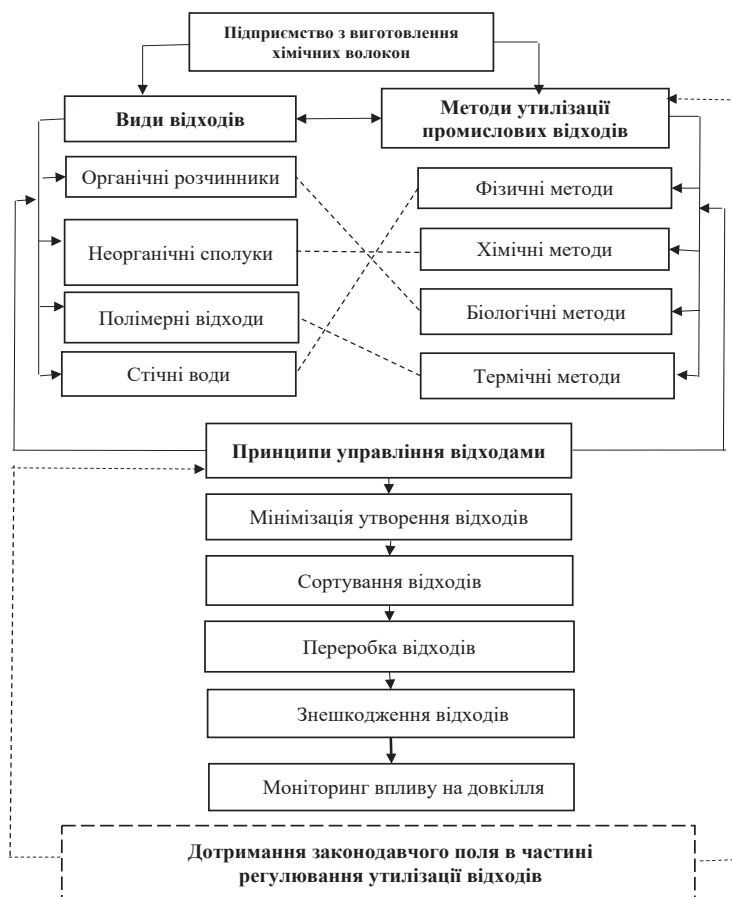 Підприємство з виготовлення
хімічних волокон
Види відходів
Методи утилізації
промислових відходів
Органічні розчинники
Фізичні методи
Неорганічні сполуки
Хімічні методи
Полімерні відходи
Біологічні методи
Стічні води
Термічні методи
Принципи управління відходами
Мінімізація утворення відходів
Сортування відходів
Переробка відходів
Знешкодження відходів
Моніторинг впливу на довкілля
Дотримання законодавчого поля в частині
регулювання утилізації відходів